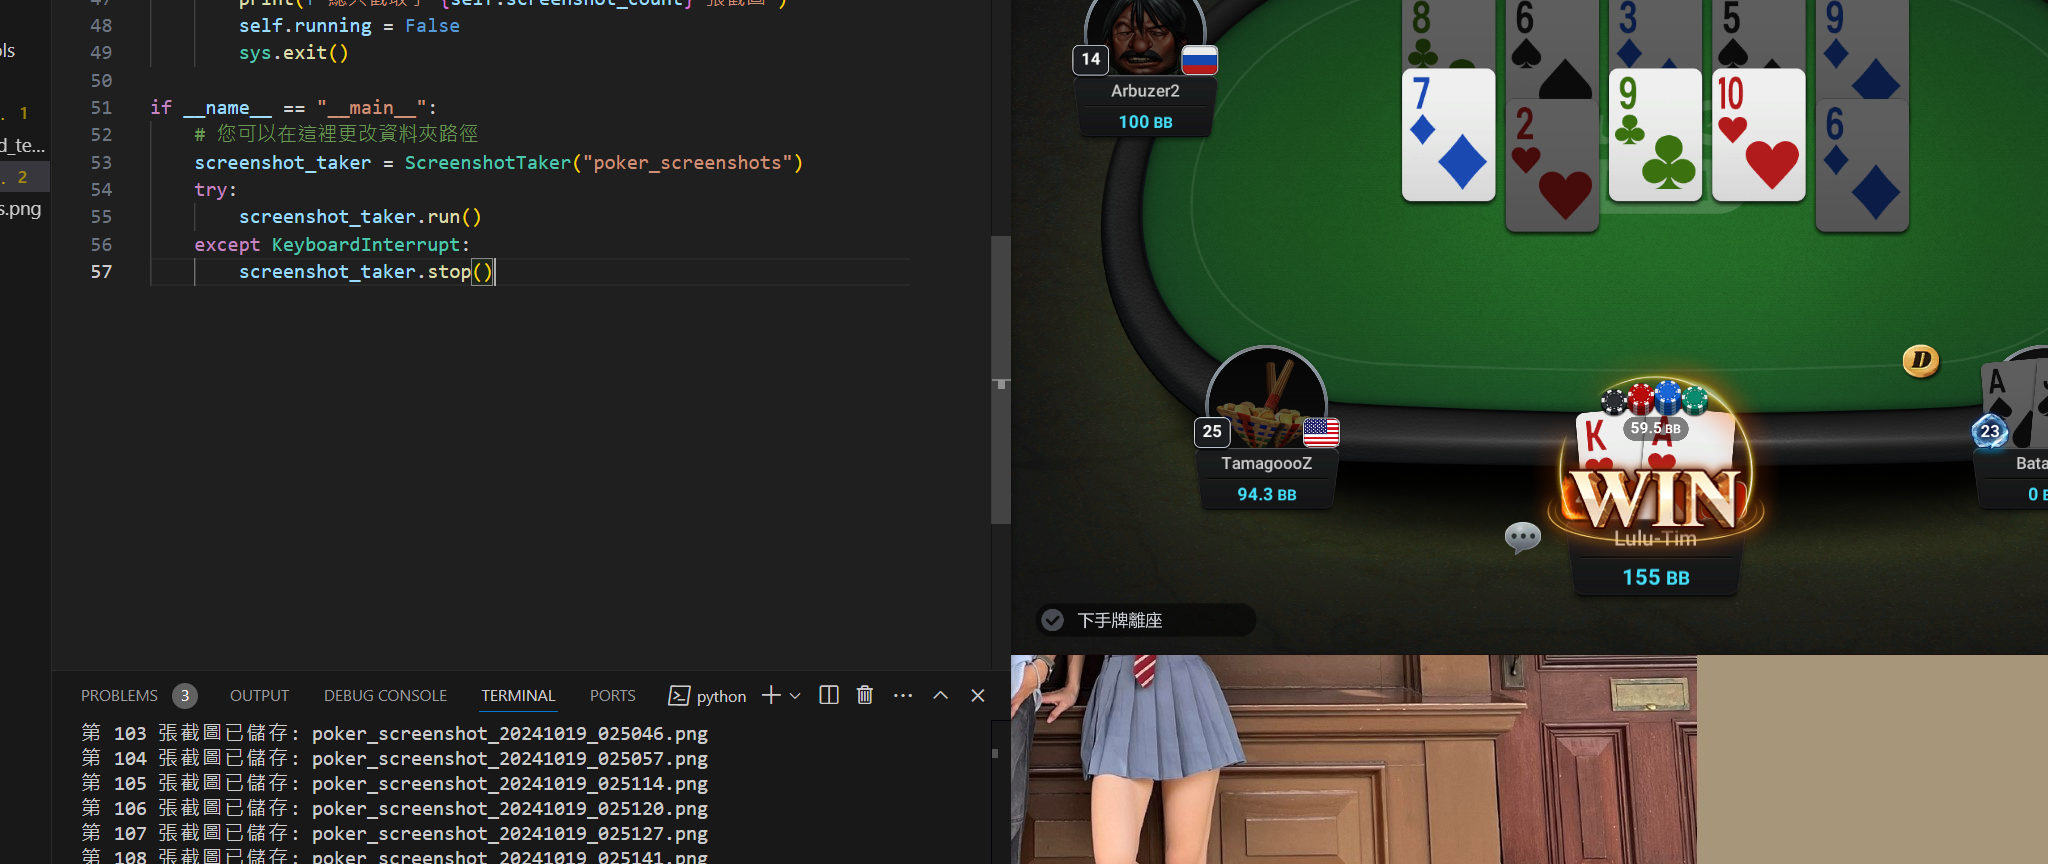 ols
. 1
d_te...
. 2
s.png
47
48 self.running = False
49 sys.exit()
50
51 if __name__ == "__main__":
52 # 您可以在這裡更改資料夾路徑
53 screenshot_taker = ScreenshotTaker("poker_screenshots")
54 try:
55 screenshot_taker.run()
56 except KeyboardInterrupt:
57 screenshot_taker.stop()
PROBLEMS 3 OUTPUT DEBUG CONSOLE TERMINAL PORTS python
第 103 張截圖已儲存: poker_screenshot_20241019_025046.png
第 104 張截圖已儲存: poker_screenshot_20241019_025057.png
第 105 張截圖已儲存: poker_screenshot_20241019_025114.png
第 106 張截圖已儲存: poker_screenshot_20241019_025120.png
第 107 張截圖已儲存: poker_screenshot_20241019_025127.png
第 108 張截圖已儲存: poker_screenshot_20241019_025141.png
8 6 3 5 9
7 2 9 10 6
14
Arbuzer2
100 BB
25
TamagoooZ
94.3 BB
D
K A
59.5 BB
WIN
Lulu-Tim
155 BB
A
23
Bata
0 B
下手牌離座